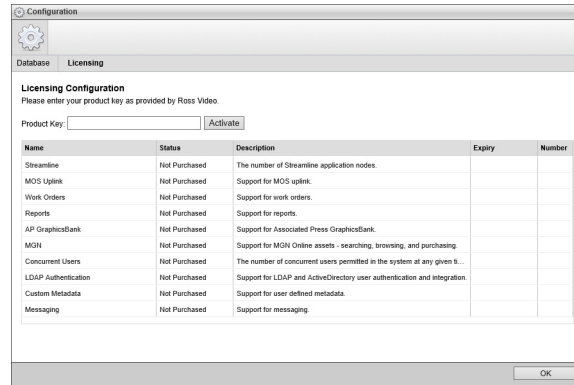 Configuration
Database Licensing
Licensing Configuration
Please enter your product key as provided by Ross Video.
Product Key: Activate
Name Status Description Expiry Number
Streamline Not Purchased The number of Streamline application nodes.
MOS Uplink Not Purchased Support for MOS uplink.
Work Orders Not Purchased Support for work orders.
Reports Not Purchased Support for reports.
AP GraphicsBank Not Purchased Support for Associated Press GraphicsBank.
MGN Not Purchased Support for MGN Online assets - searching, browsing, and purchasing.
Concurrent Users Not Purchased The number of concurrent users permitted in the system at any given ti...
LDAP Authentication Not Purchased Support for LDAP and ActiveDirectory user authentication and integration.
Custom Metadata Not Purchased Support for user defined metadata.
Messaging Not Purchased Support for messaging.
OK